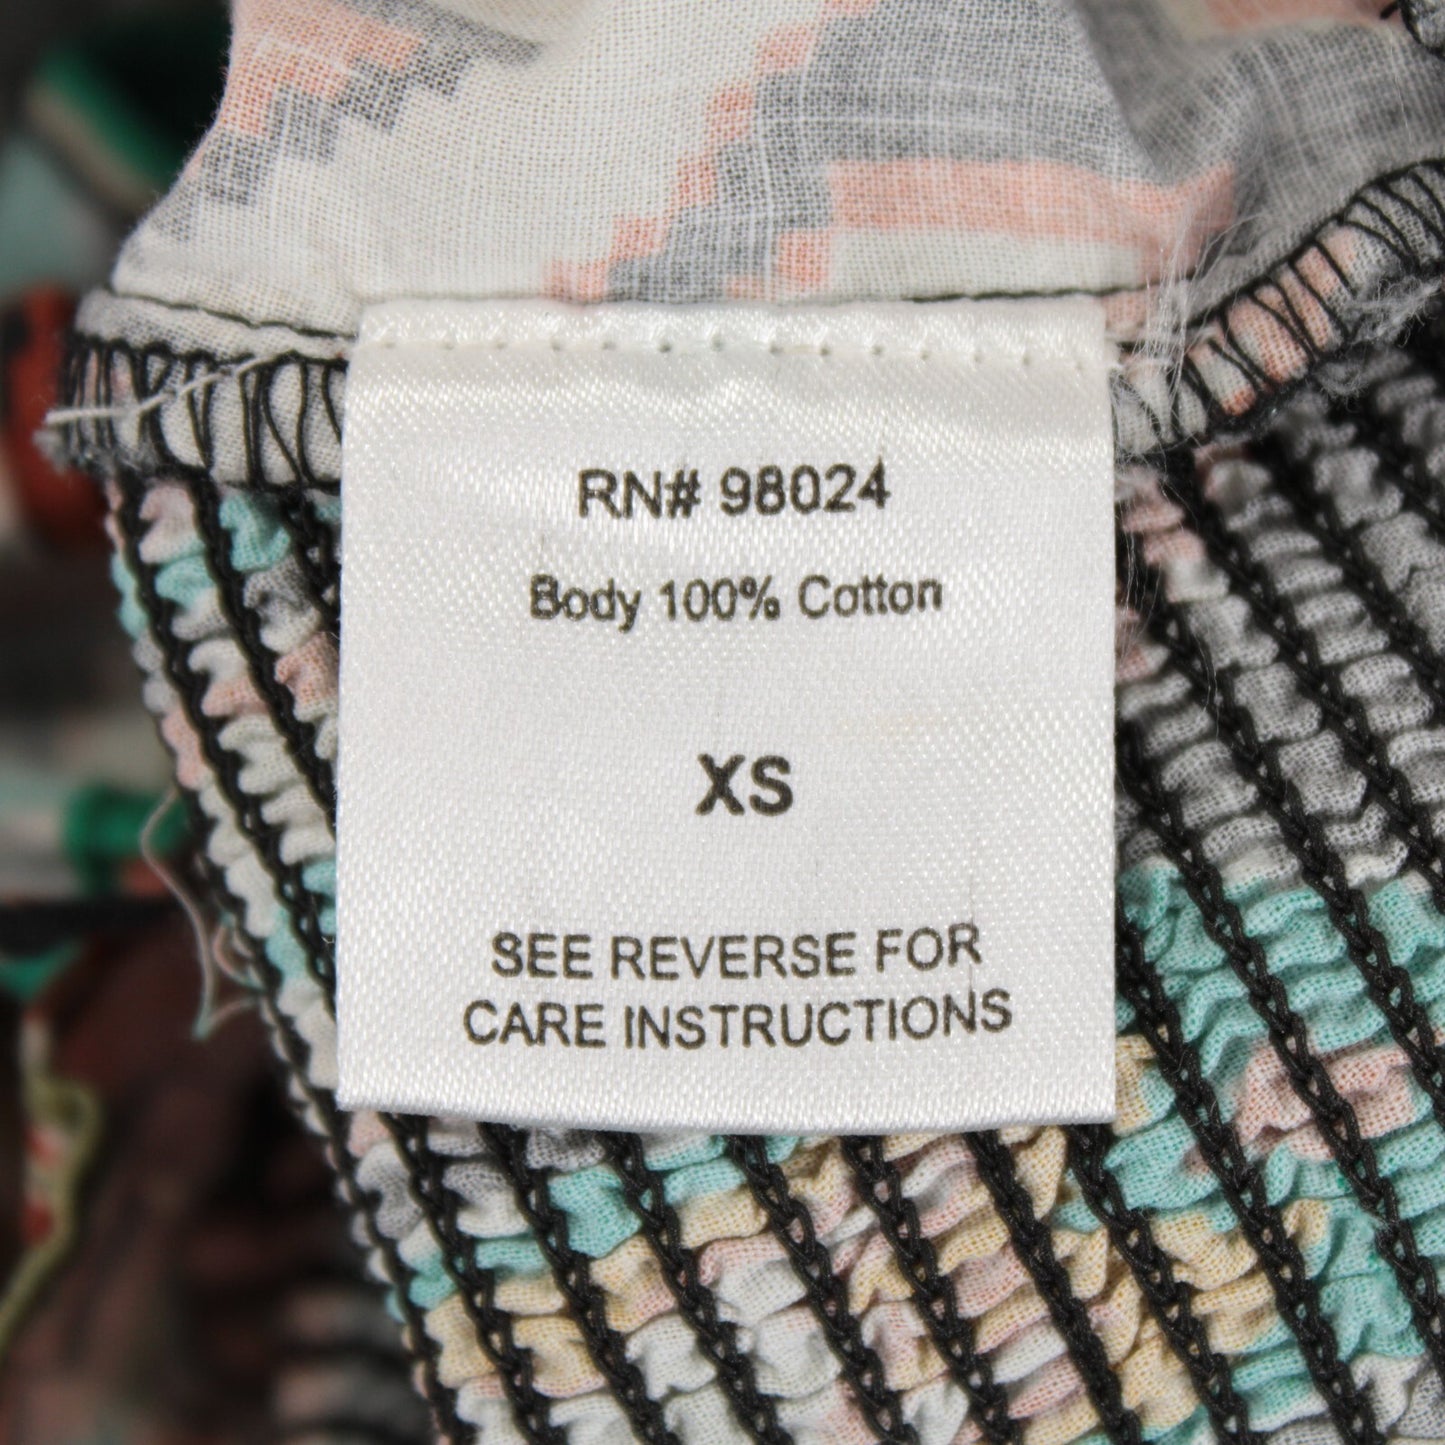 RN# 98024
Body 100% Cotton
XS
SEE REVERSE FOR
CARE INSTRUCTIONS